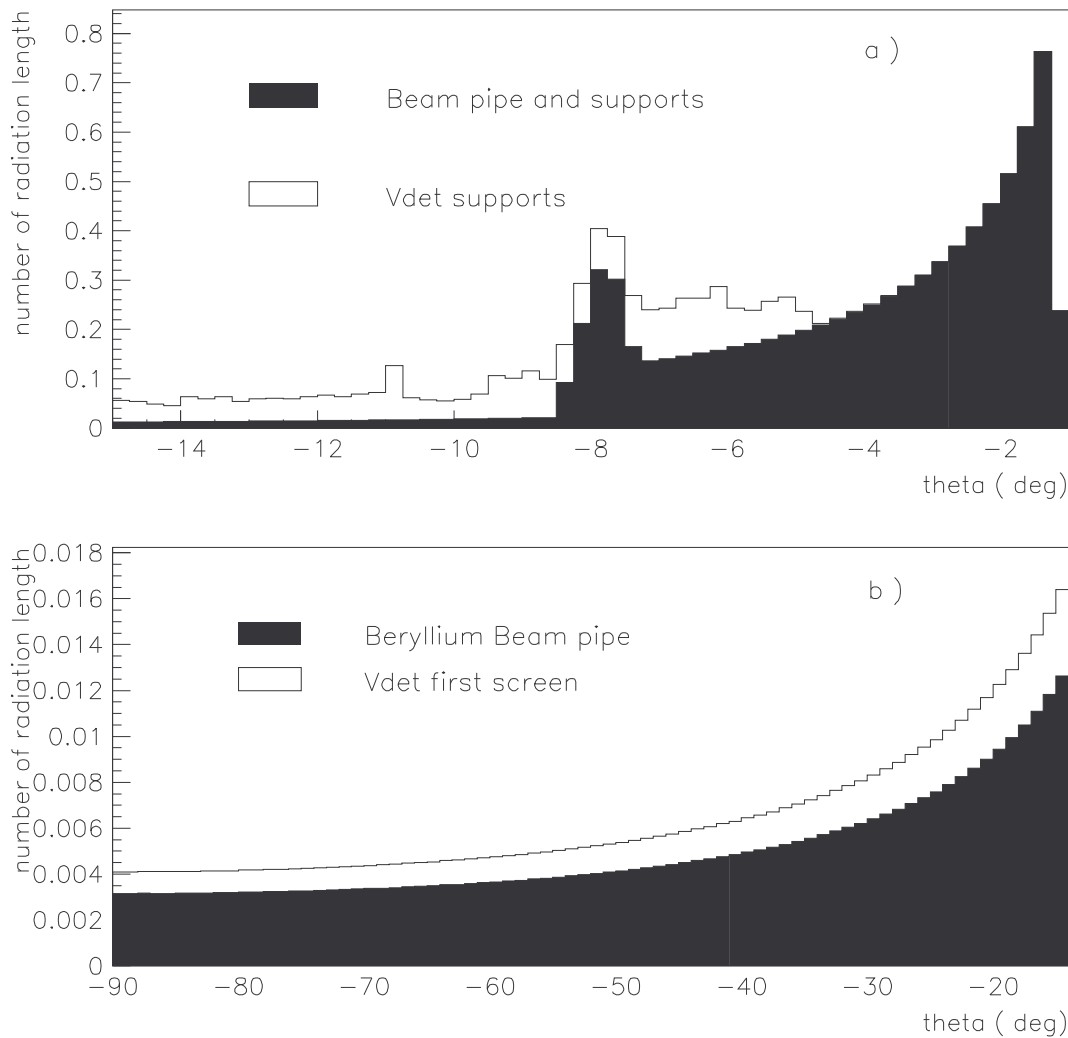 number of radiation length
0.8
0.7
0.6
0.5
0.4
0.3
0.2
0.1
0
a )
Beam pipe and supports
Vdet supports
−14 −12 −10 −8 −6 −4 −2
theta ( deg)
number of radiation length
0.018
0.016
0.014
0.012
0.01
0.008
0.006
0.004
0.002
0
b )
Beryllium Beam pipe
Vdet first screen
−90 −80 −70 −60 −50 −40 −30 −20
theta ( deg)